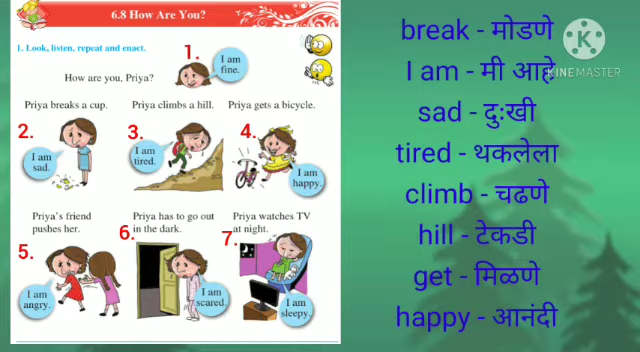 6.8 How Are You?
1. Look, listen, repeat and enact.
How are you, Priya?
1.
I am
fine.
Priya breaks a cup.
2.
I am
sad.
Priya climbs a hill.
3.
I am
tired.
Priya gets a bicycle.
4.
I am
happy.
Priya's friend
pushes her.
5.
I am
angry.
Priya has to go out
in the dark.
6.
I am
scared.
Priya watches TV
at night.
7.
I am
sleepy.
break - मोडणे
I am - मी आहे
sad - दुःखी
tired - थकलेला
climb - चढणे
hill - टेकडी
get - मिळणे
happy - आनंदी
KINEMASTER